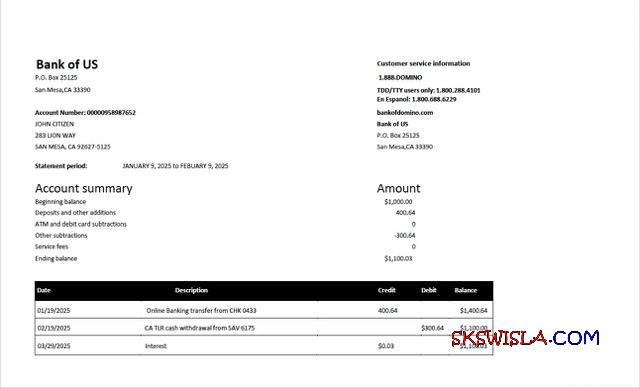 Bank of US
P.O. Box 25125
San Mesa,CA 33390
Customer service information
1.888.DOMINO
TDD/TTY users only: 1.800.288.4101
En Espanol: 1.800.688.6229
Account Number: 00000958987652
JOHN CITIZEN
283 LION WAY
SAN MESA, CA 92627-5125
bankofdomino.com
Bank of US
P.O. Box 25125
San Mesa,CA 33390
Statement period: JANUARY 9, 2025 to FEBUARY 9, 2025
Account summary Amount
Beginning balance $1,000.00
Deposits and other additions 400.64
ATM and debit card subtractions 0
Other subtractions -300.64
Service fees 0
Ending balance $1,100.03
Date Description Credit Debit Balance
01/19/2025 Online Banking transfer from CHK 0433 400.64 $1,400.64
02/19/2025 CA TLR cash withdrawal from SAV 6175 $300.64 $1,100.00
03/29/2025 Interest $0.03 $1,100.03
SKSWISLA.COM